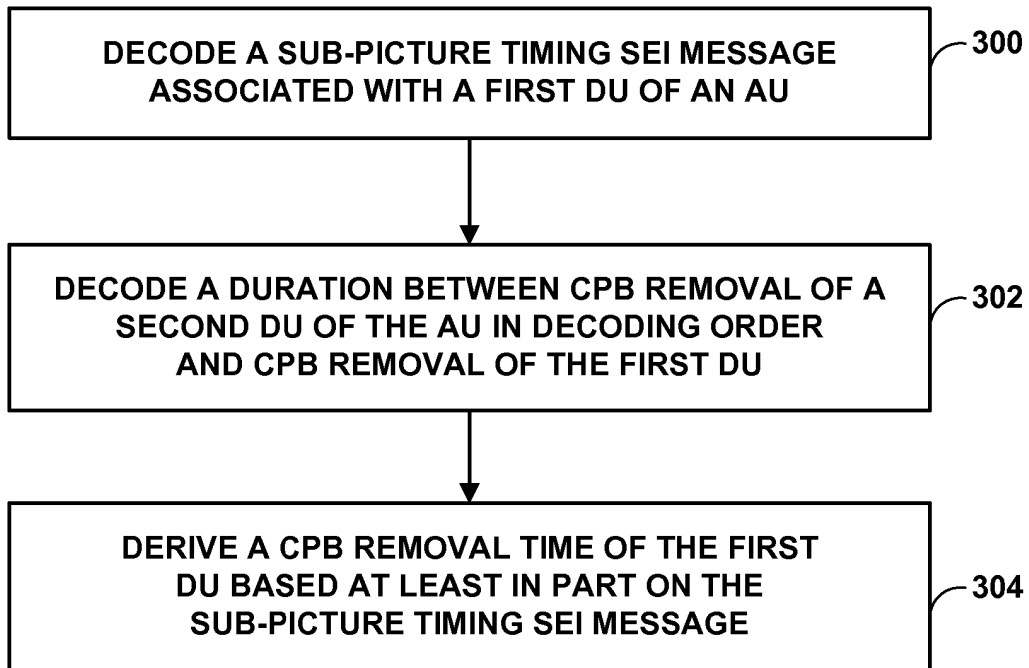 DECODE A SUB-PICTURE TIMING SEI MESSAGE
ASSOCIATED WITH A FIRST DU OF AN AU
300
DECODE A DURATION BETWEEN CPB REMOVAL OF A
SECOND DU OF THE AU IN DECODING ORDER
AND CPB REMOVAL OF THE FIRST DU
302
DERIVE A CPB REMOVAL TIME OF THE FIRST
DU BASED AT LEAST IN PART ON THE
SUB-PICTURE TIMING SEI MESSAGE
304